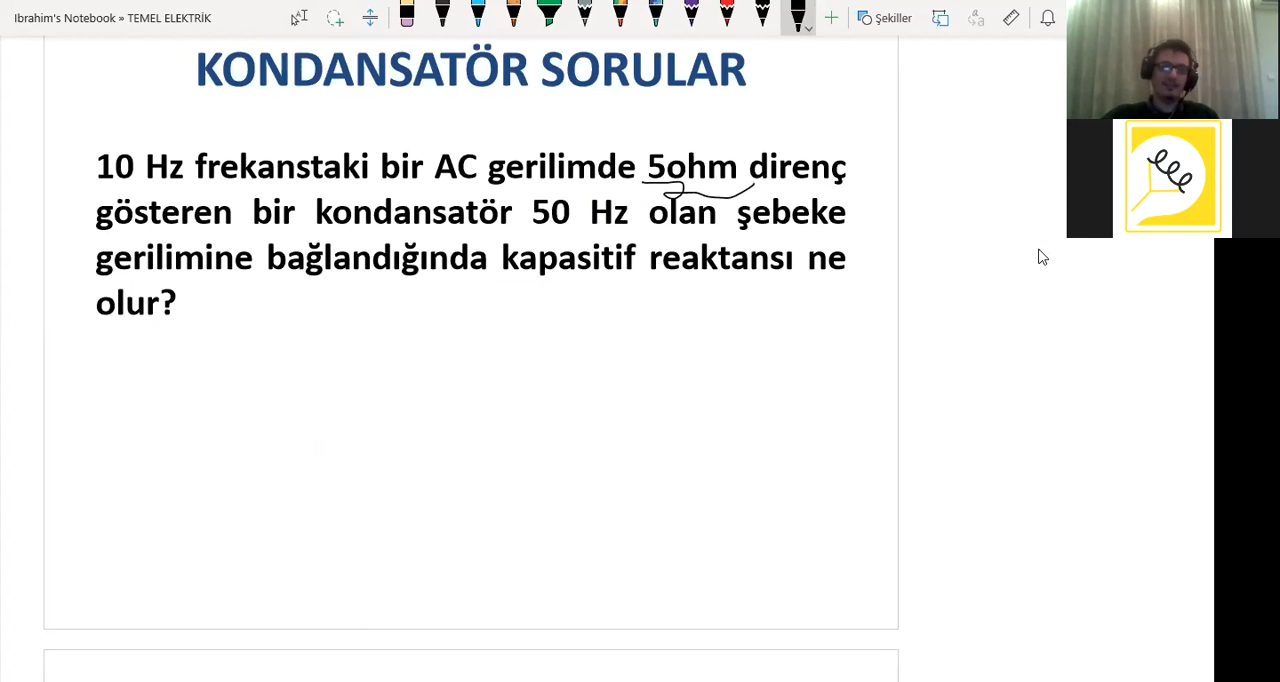 Ibrahim's Notebook » TEMEL ELEKTRİK
Şekiller
KONDANSATÖR SORULAR
10 Hz frekanstaki bir AC gerilimde 5ohm direnç
gösteren bir kondansatör 50 Hz olan şebeke
gerilimine bağlandığında kapasitif reaktansı ne
olur?